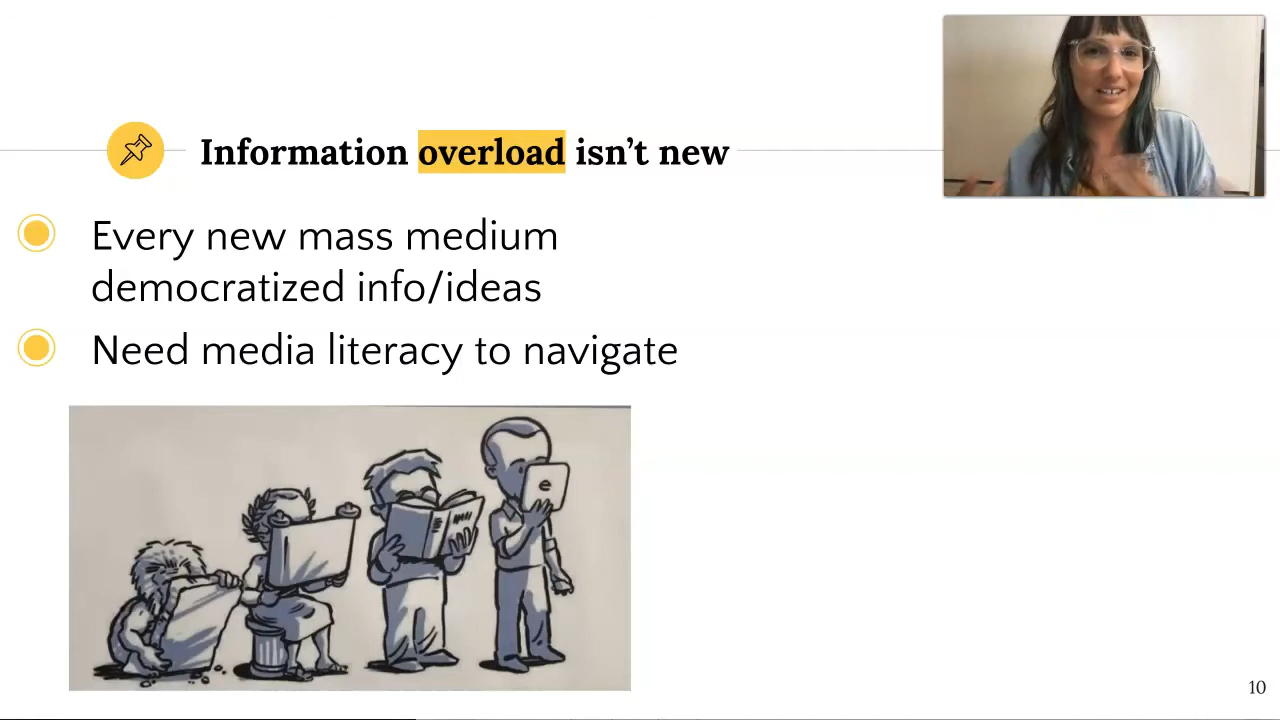 Information overload isn’t new
Every new mass medium
democratized info/ideas
Need media literacy to navigate
e
10